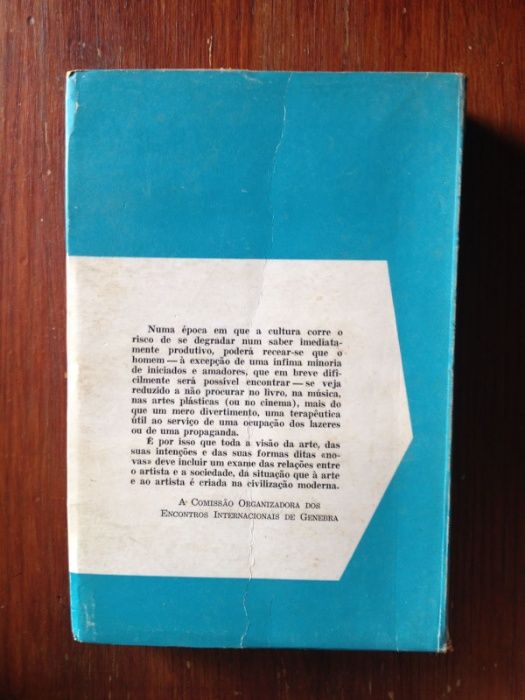 Numa época em que a cultura corre o
risco de se degradar num saber imediata-
mente produtivo, poderá recear-se que o
homem — à excepção de uma ínfima minoria
de iniciados e amadores, que em breve difi-
cilmente será possível encontrar — se veja
reduzido a não procurar no livro, na música,
nas artes plásticas (ou no cinema), mais do
que um mero divertimento, uma terapêutica
útil ao serviço de uma ocupação dos lazeres
ou de uma propaganda.
É por isso que toda a visão da arte, das
suas intenções e das suas formas ditas «no-
vas» deve incluir um exame das relações entre
o artista e a sociedade, da situação que à arte
e ao artista é criada na civilização moderna.
A COMISSÃO ORGANIZADORA DOS
ENCONTROS INTERNACIONAIS DE GENEBRA